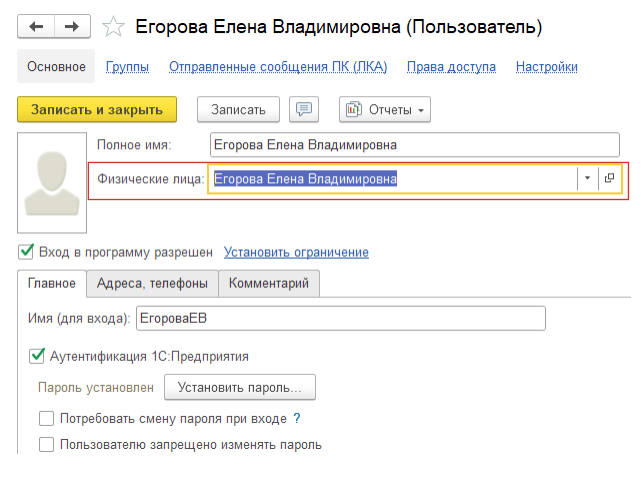 Егорова Елена Владимировна (Пользователь)
Основное Группы Отправленные сообщения ПК (ЛКА) Права доступа Настройки
Записать и закрыть Записать Отчеты
Полное имя: Егорова Елена Владимировна
Физические лица: Егорова Елена Владимировна
Вход в программу разрешен Установить ограничение
Главное Адреса, телефоны Комментарий
Имя (для входа): ЕгороваЕВ
Аутентификация 1С:Предприятия
Пароль установлен Установить пароль...
Потребовать смену пароля при входе ?
Пользователю запрещено изменять пароль